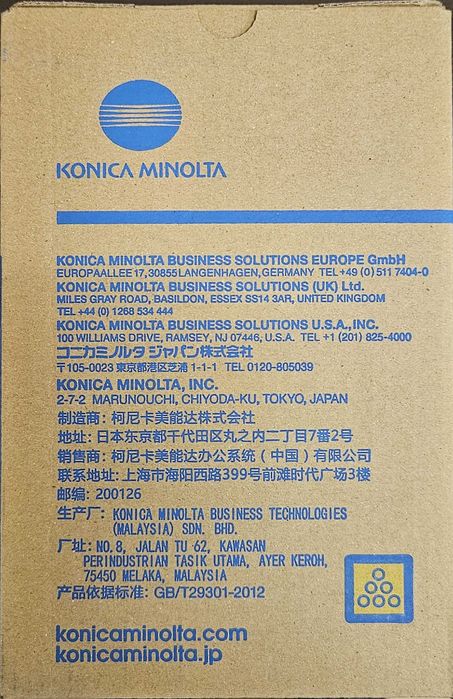 KONICA MINOLTA
KONICA MINOLTA BUSINESS SOLUTIONS EUROPE GmbH
EUROPAALLEE 17, 30855 LANGENHAGEN, GERMANY TEL +49 (0) 511 7404-0
KONICA MINOLTA BUSINESS SOLUTIONS (UK) Ltd.
MILES GRAY ROAD, BASILDON, ESSEX SS14 3AR, UNITED KINGDOM
TEL +44 (0) 1268 534 444
KONICA MINOLTA BUSINESS SOLUTIONS U.S.A., INC.
100 WILLIAMS DRIVE, RAMSEY, NJ 07446, U.S.A. TEL +1 (201) 825-4000
コニカミノルタ ジャパン株式会社
〒105-0023 東京都港区芝浦 1-1-1 TEL 0120-805039
KONICA MINOLTA, INC.
2-7-2 MARUNOUCHI, CHIYODA-KU, TOKYO, JAPAN
制造商: 柯尼卡美能达株式会社
地址: 日本东京都千代田区丸之内二丁目7番2号
销售商: 柯尼卡美能达办公系统（中国）有限公司
联系地址: 上海市海阳西路399号前滩时代广场3楼
邮编: 200126
生产厂: KONICA MINOLTA BUSINESS TECHNOLOGIES
(MALAYSIA) SDN. BHD.
厂址: NO.8, JALAN TU 62, KAWASAN
PERINDUSTRIAN TASIK UTAMA, AYER KEROH,
75450 MELAKA, MALAYSIA
产品依据标准: GB/T29301-2012
konicaminolta.com
konicaminolta.jp